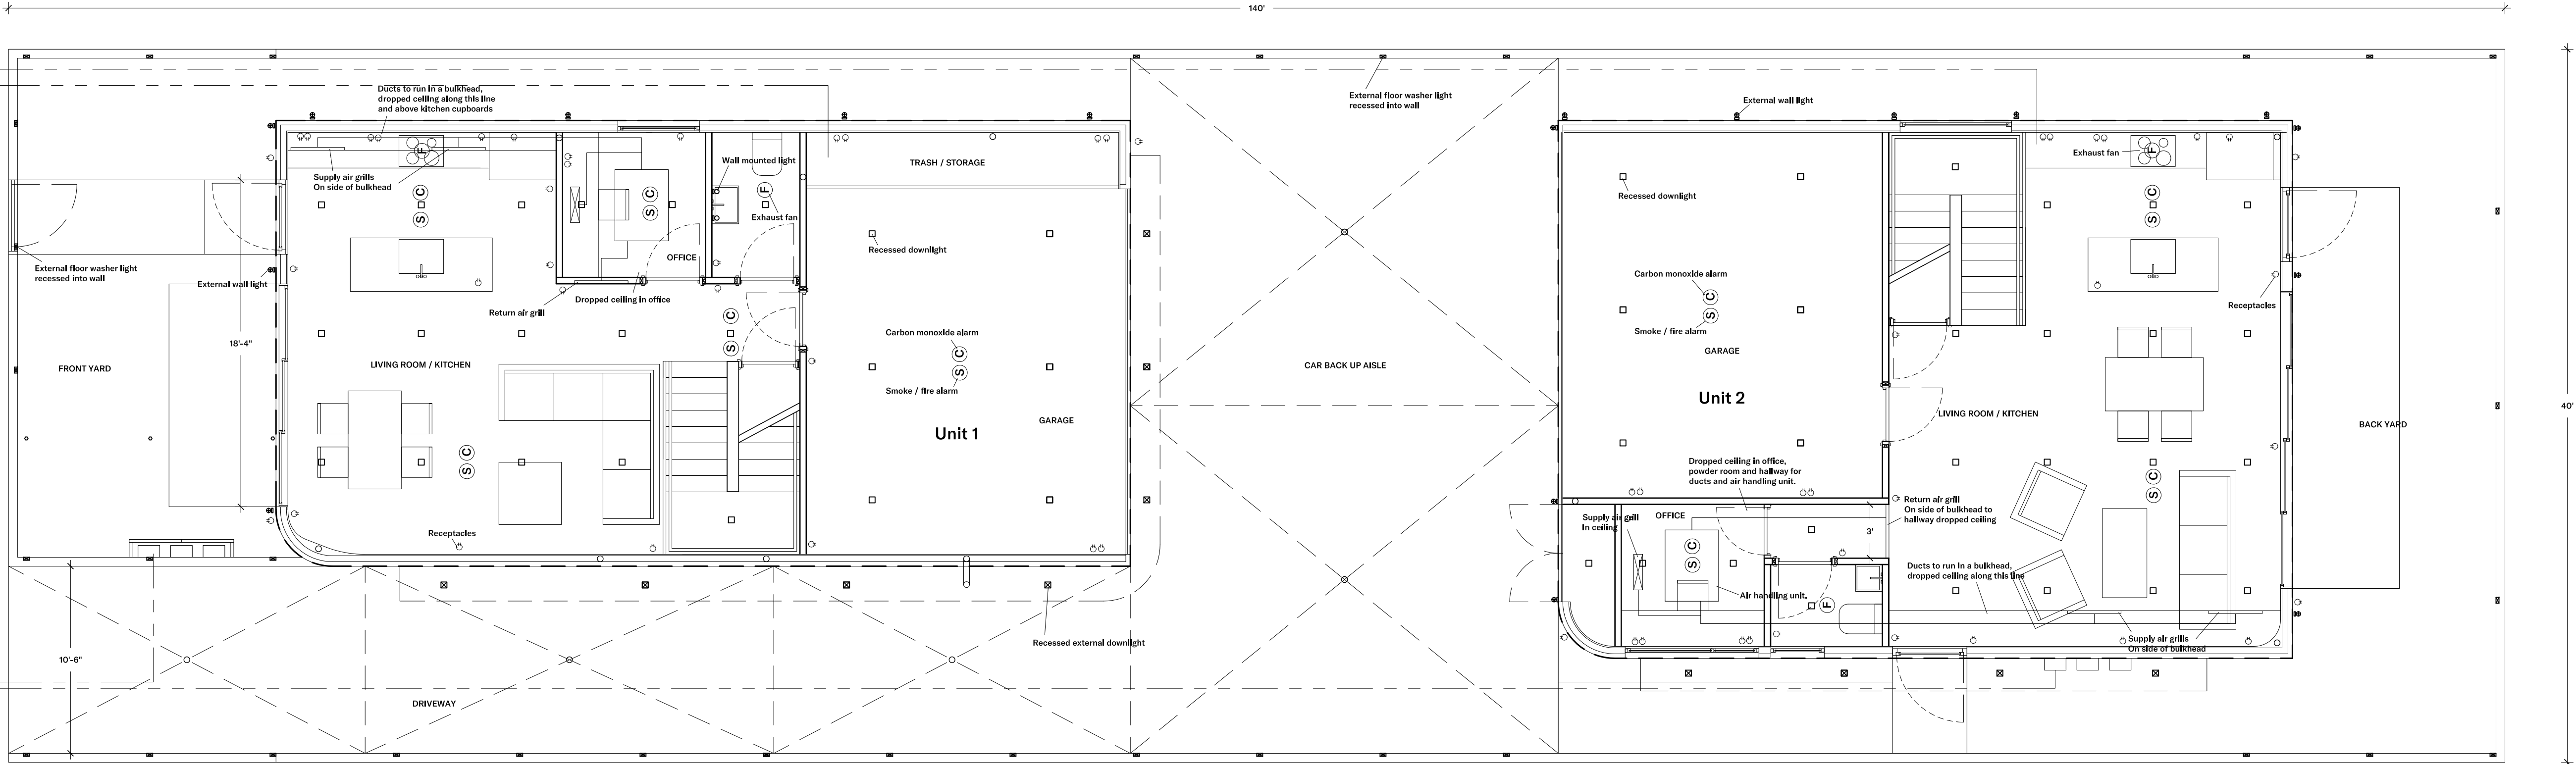 140'
Ducts to run in a bulkhead,
dropped ceiling along this line
and above kitchen cupboards
External floor washer light
recessed into wall
External wall light
F
Wall mounted light
TRASH / STORAGE
Exhaust fan
F
Supply air grills
On side of bulkhead
C
S
C
S
F
Exhaust fan
Recessed downlight
C
S
Recessed downlight
OFFICE
External floor washer light
recessed into wall
External wall light
Dropped ceiling in office
Return air grill
Carbon monoxide alarm
C
Smoke / fire alarm
S
Receptacles
C
S
18'-4"
Carbon monoxide alarm
C
Smoke / fire alarm
S
GARAGE
FRONT YARD
LIVING ROOM / KITCHEN
CAR BACK UP AISLE
Unit 2
40'
LIVING ROOM / KITCHEN
GARAGE
BACK YARD
Unit 1
C
S
Dropped ceiling in office,
powder room and hallway for
ducts and air handling unit.
C
S
Return air grill
On side of bulkhead to
hallway dropped ceiling
Supply air grill
In ceiling
OFFICE
Receptacles
3'
C
S
Ducts to run in a bulkhead,
dropped ceiling along this line
Air handling unit.
F
Recessed external downlight
Supply air grills
On side of bulkhead
10'-6"
DRIVEWAY